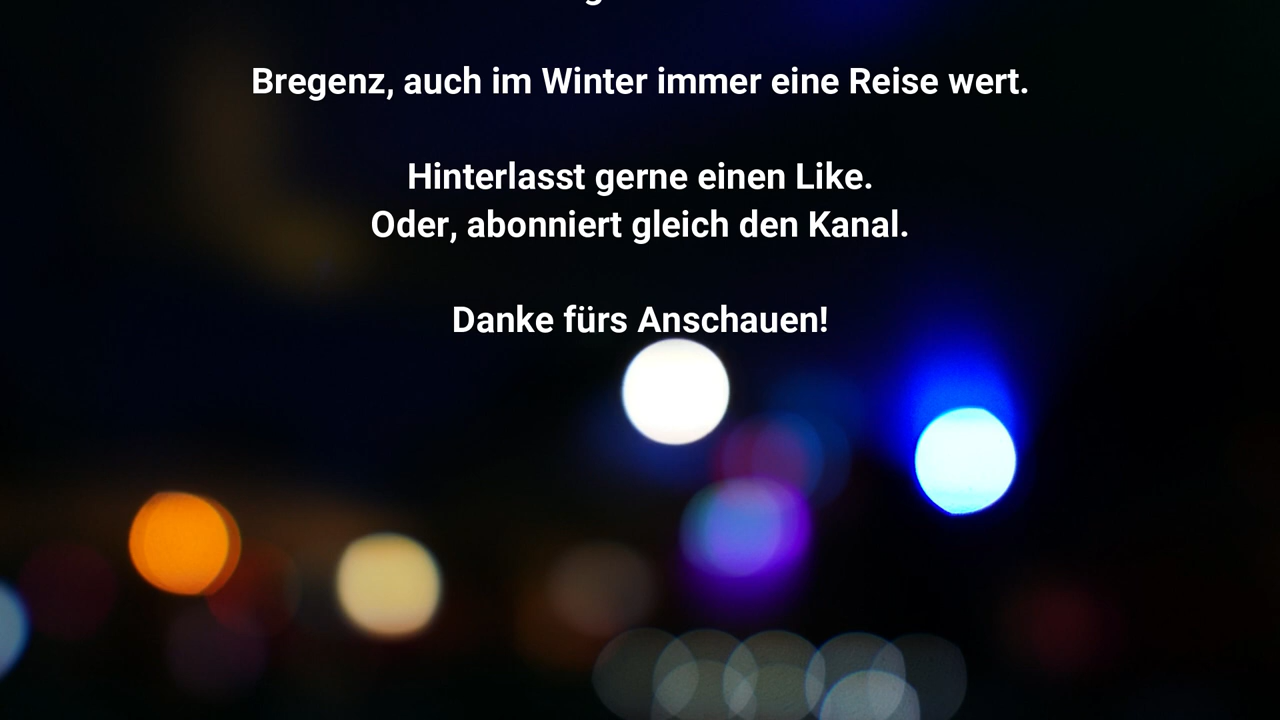 Bregenz, auch im Winter immer eine Reise wert.
Hinterlasst gerne einen Like.
Oder, abonniert gleich den Kanal.
Danke fürs Anschauen!